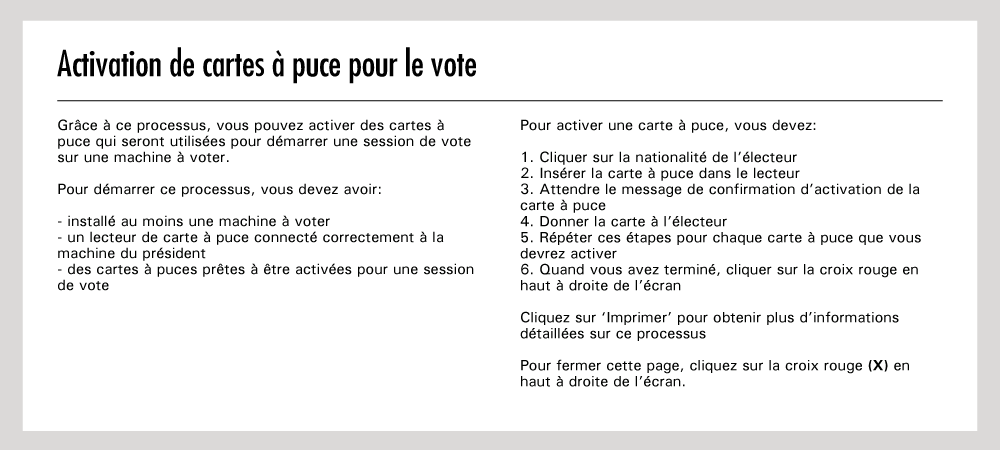 Activation de cartes à puce pour le vote
Grâce à ce processus, vous pouvez activer des cartes à
puce qui seront utilisées pour démarrer une session de vote
sur une machine à voter.
Pour démarrer ce processus, vous devez avoir:
- installé au moins une machine à voter
- un lecteur de carte à puce connecté correctement à la
machine du président
- des cartes à puces prêtes à être activées pour une session
de vote
Pour activer une carte à puce, vous devez:
1. Cliquer sur la nationalité de l'électeur
2. Insérer la carte à puce dans le lecteur
3. Attendre le message de confirmation d'activation de la
carte à puce
4. Donner la carte à l'électeur
5. Répéter ces étapes pour chaque carte à puce que vous
devrez activer
6. Quand vous avez terminé, cliquer sur la croix rouge en
haut à droite de l'écran
Cliquez sur ‘Imprimer’ pour obtenir plus d'informations
détaillées sur ce processus
Pour fermer cette page, cliquez sur la croix rouge (X) en
haut à droite de l'écran.